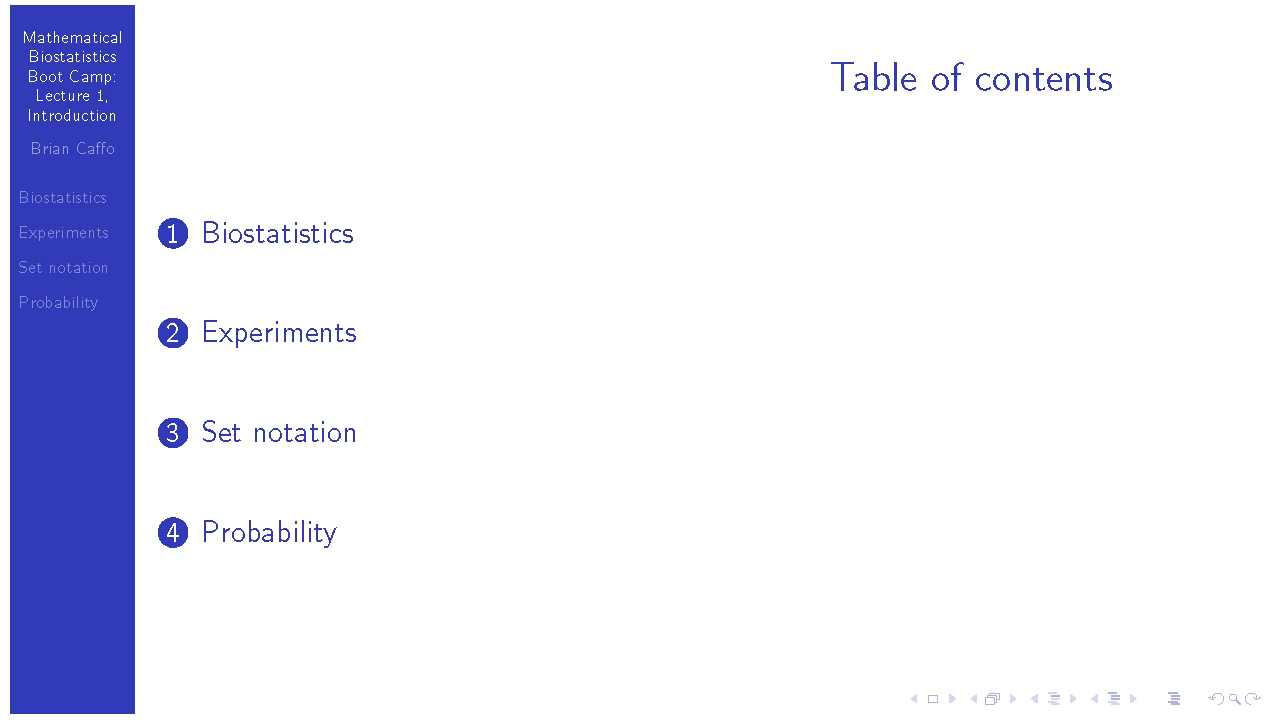 Mathematical
Biostatistics
Boot Camp:
Lecture 1,
Introduction
Brian Caffo
Biostatistics
Experiments
Set notation
Probability
Table of contents
1 Biostatistics
2 Experiments
3 Set notation
4 Probability